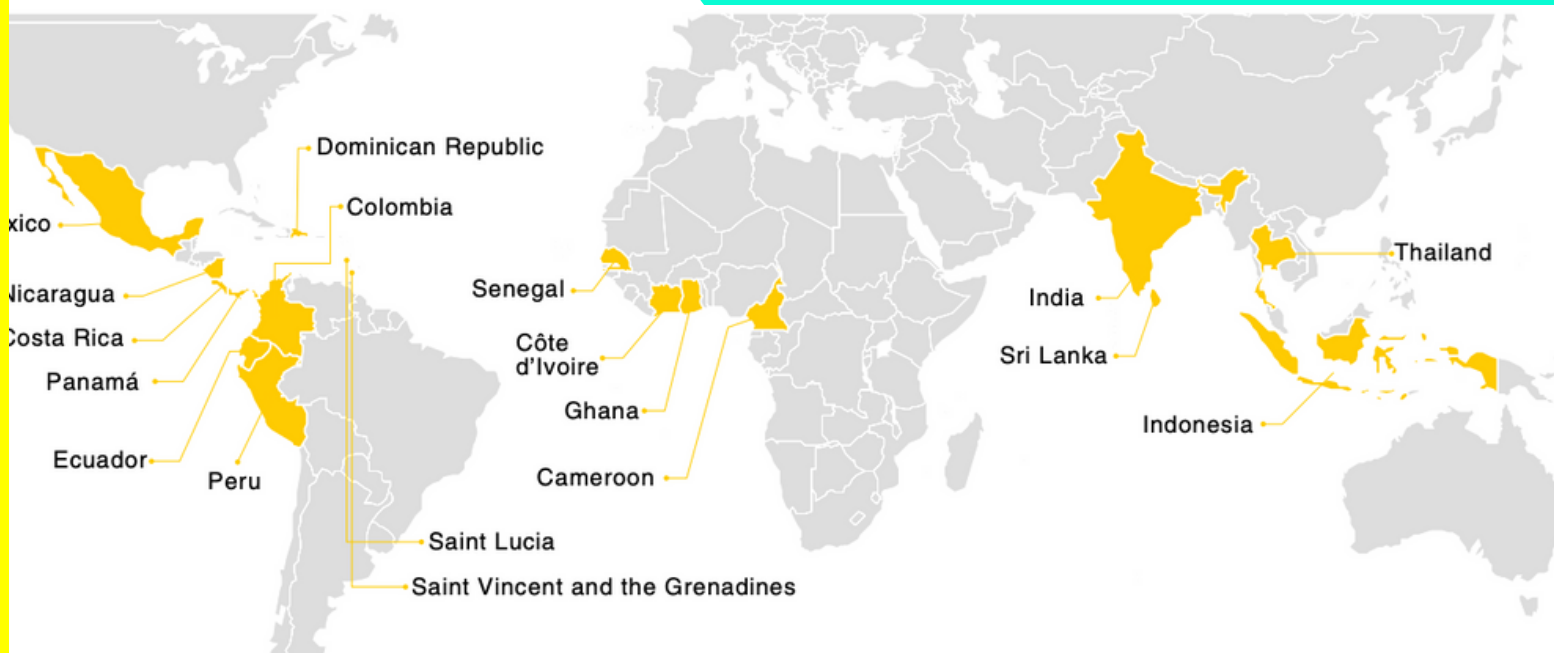 Dominican Republic
Colombia
xico
Nicaragua
Costa Rica
Panamá
Ecuador
Peru
Saint Lucia
Saint Vincent and the Grenadines
Senegal
Côte
d'Ivoire
Ghana
Cameroon
India
Sri Lanka
Thailand
Indonesia